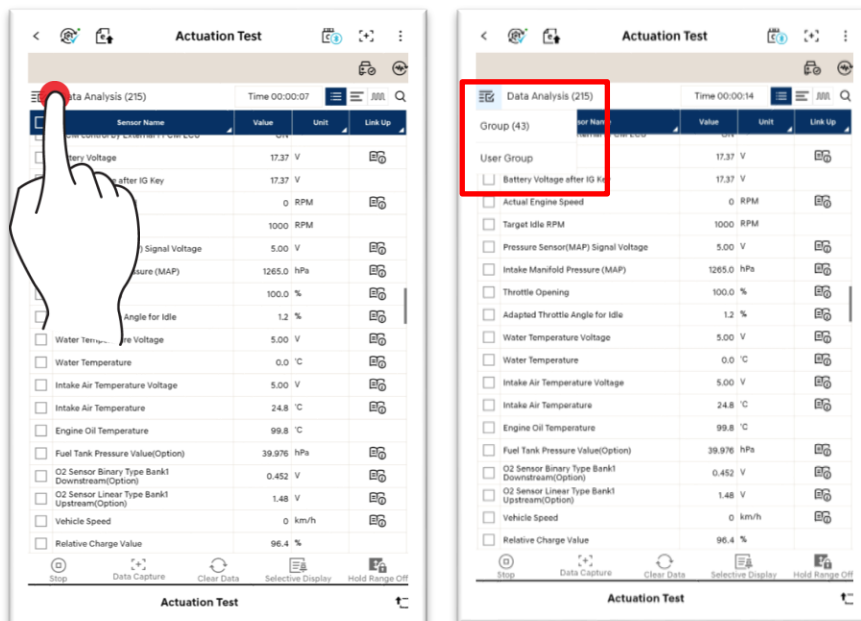 Actuation Test
Data Analysis (215)
Time 00:00:07
Sensor Name Value Unit Link Up
Battery Voltage 17.37 V
after IG Key 17.37 V
0 RPM
1000 RPM
Signal Voltage 5.00 V
(MAP) 1265.0 hPa
100.0 %
Angle for Idle 1.2 %
Water Temperature Voltage 5.00 V
Water Temperature 0.0 °C
Intake Air Temperature Voltage 5.00 V
Intake Air Temperature 24.8 °C
Engine Oil Temperature 99.8 °C
Fuel Tank Pressure Value(Option) 39.976 hPa
O2 Sensor Binary Type Bank1
Downstream(Option) 0.452 V
O2 Sensor Linear Type Bank1
Upstream(Option) 1.48 V
Vehicle Speed 0 km/h
Relative Charge Value 96.4 %
Stop Data Capture Clear Data Selective Display Hold Range Off
Actuation Test
Actuation Test
Data Analysis (215)
Time 00:00:14
Value Unit Link Up
Group (43)
User Group
17.37 V
Battery Voltage after IG Key 17.37 V
Actual Engine Speed 0 RPM
Target Idle RPM 1000 RPM
Pressure Sensor(MAP) Signal Voltage 5.00 V
Intake Manifold Pressure (MAP) 1265.0 hPa
Throttle Opening 100.0 %
Adapted Throttle Angle for Idle 1.2 %
Water Temperature Voltage 5.00 V
Water Temperature 0.0 °C
Intake Air Temperature Voltage 5.00 V
Intake Air Temperature 24.8 °C
Engine Oil Temperature 99.8 °C
Fuel Tank Pressure Value(Option) 39.976 hPa
O2 Sensor Binary Type Bank1
Downstream(Option) 0.452 V
O2 Sensor Linear Type Bank1
Upstream(Option) 1.48 V
Vehicle Speed 0 km/h
Relative Charge Value 96.4 %
Stop Data Capture Clear Data Selective Display Hold Range Off
Actuation Test